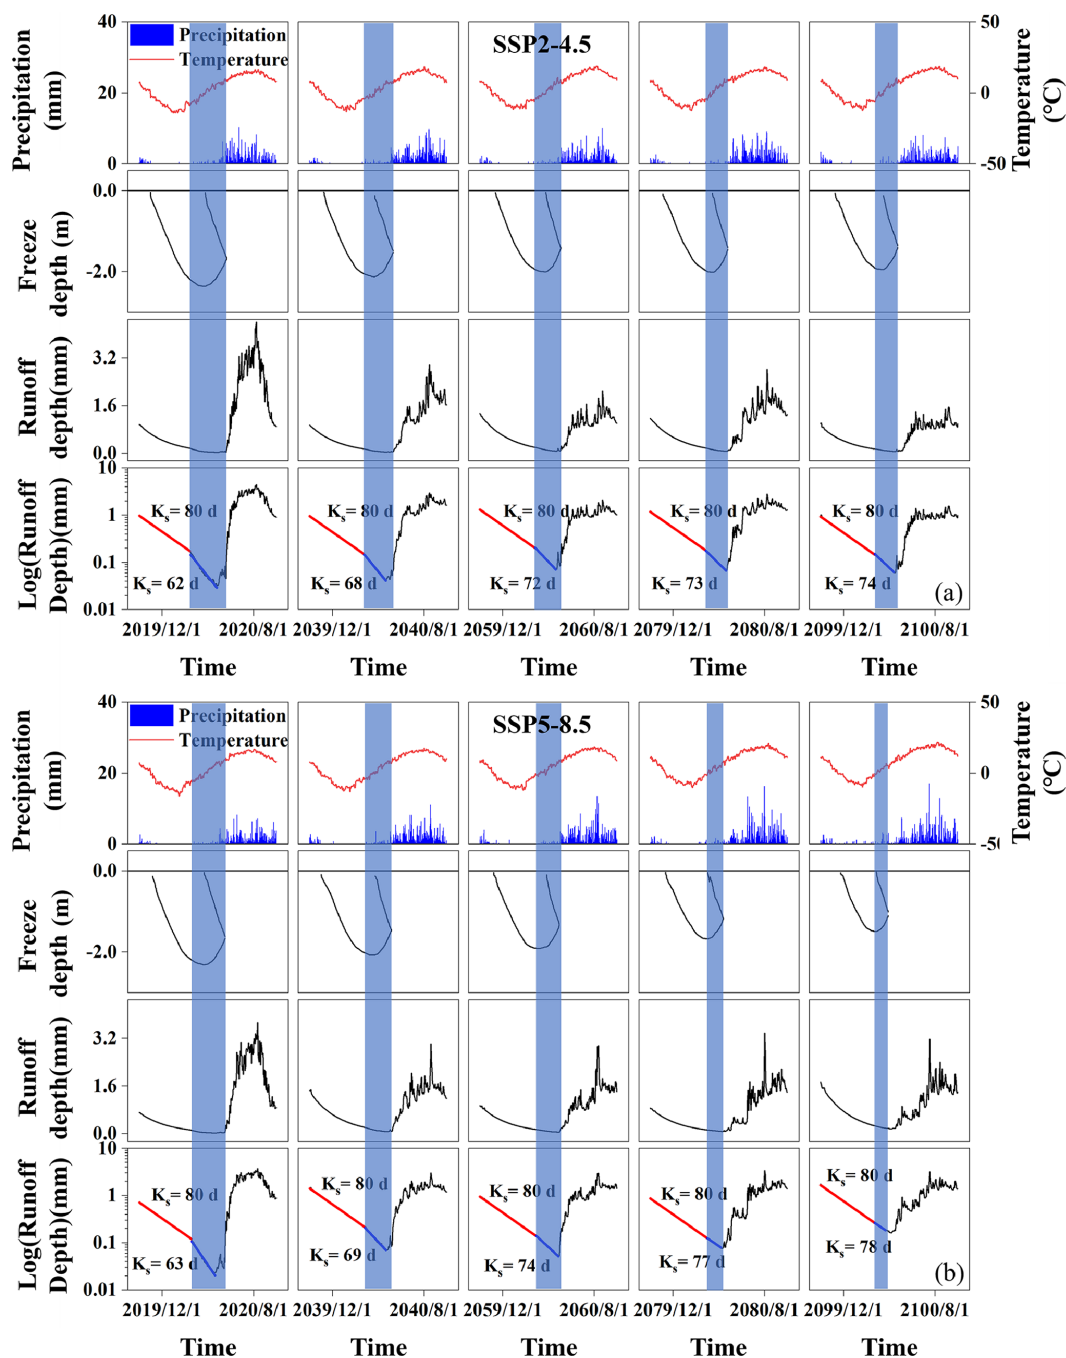 Precipitation (mm)
40
20
0
Precipitation
Temperature
SSP2-4.5
50
0
-50
Temperature (°C)
Freeze depth (m)
0.0
-2.0
Runoff depth(mm)
3.2
1.6
0.0
Log(Runoff Depth)(mm)
10
1
0.1
0.01
Ks= 80 d
Ks= 80 d
Ks= 80 d
Ks= 80 d
Ks= 80 d
Ks= 62 d
Ks= 68 d
Ks= 72 d
Ks= 73 d
Ks= 74 d
(a)
2019/12/1 2020/8/1
2039/12/1 2040/8/1
2059/12/1 2060/8/1
2079/12/1 2080/8/1
2099/12/1 2100/8/1
Time
Time
Time
Time
Time
Precipitation (mm)
40
20
0
Precipitation
Temperature
SSP5-8.5
50
0
Temperature (°C)
Freeze depth (m)
0.0
-2.0
Runoff depth(mm)
3.2
1.6
0.0
Log(Runoff Depth)(mm)
10
1
0.1
0.01
Ks= 80 d
Ks= 80 d
Ks= 80 d
Ks= 80 d
Ks= 80 d
Ks= 63 d
Ks= 69 d
Ks= 74 d
Ks= 77 d
Ks= 78 d
(b)
2019/12/1 2020/8/1
2039/12/1 2040/8/1
2059/12/1 2060/8/1
2079/12/1 2080/8/1
2099/12/1 2100/8/1
Time
Time
Time
Time
Time